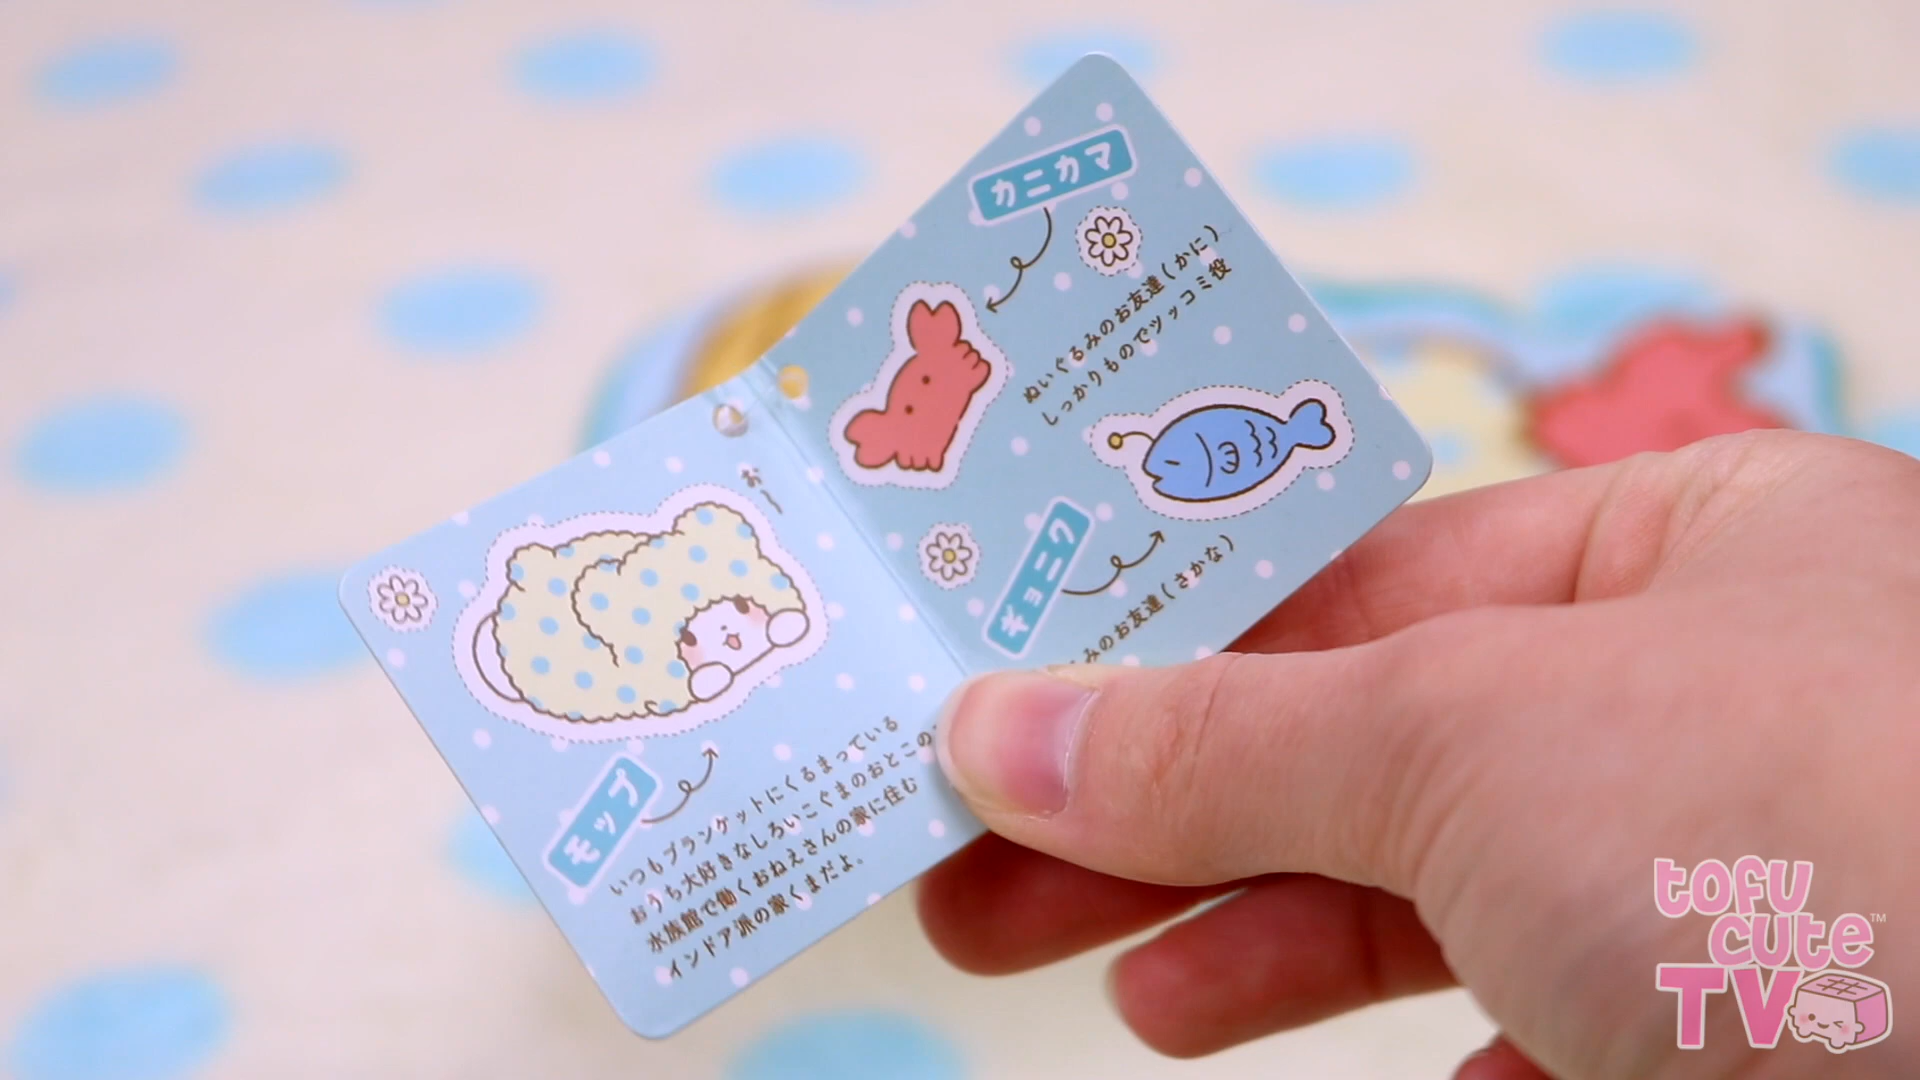 カニカマ
ぬいぐるみのお友達(かに)
しっかりものでツッコミ役
ギョニク
みのお友達(さかな)
お〜
モップ
いつもブランケットにくるまっている
おうち大好きなしろいこぐまのおとこの
水族館で働くおねえさんの家に住む
インドア派の家くまだよ。
tofu
cute™
TV